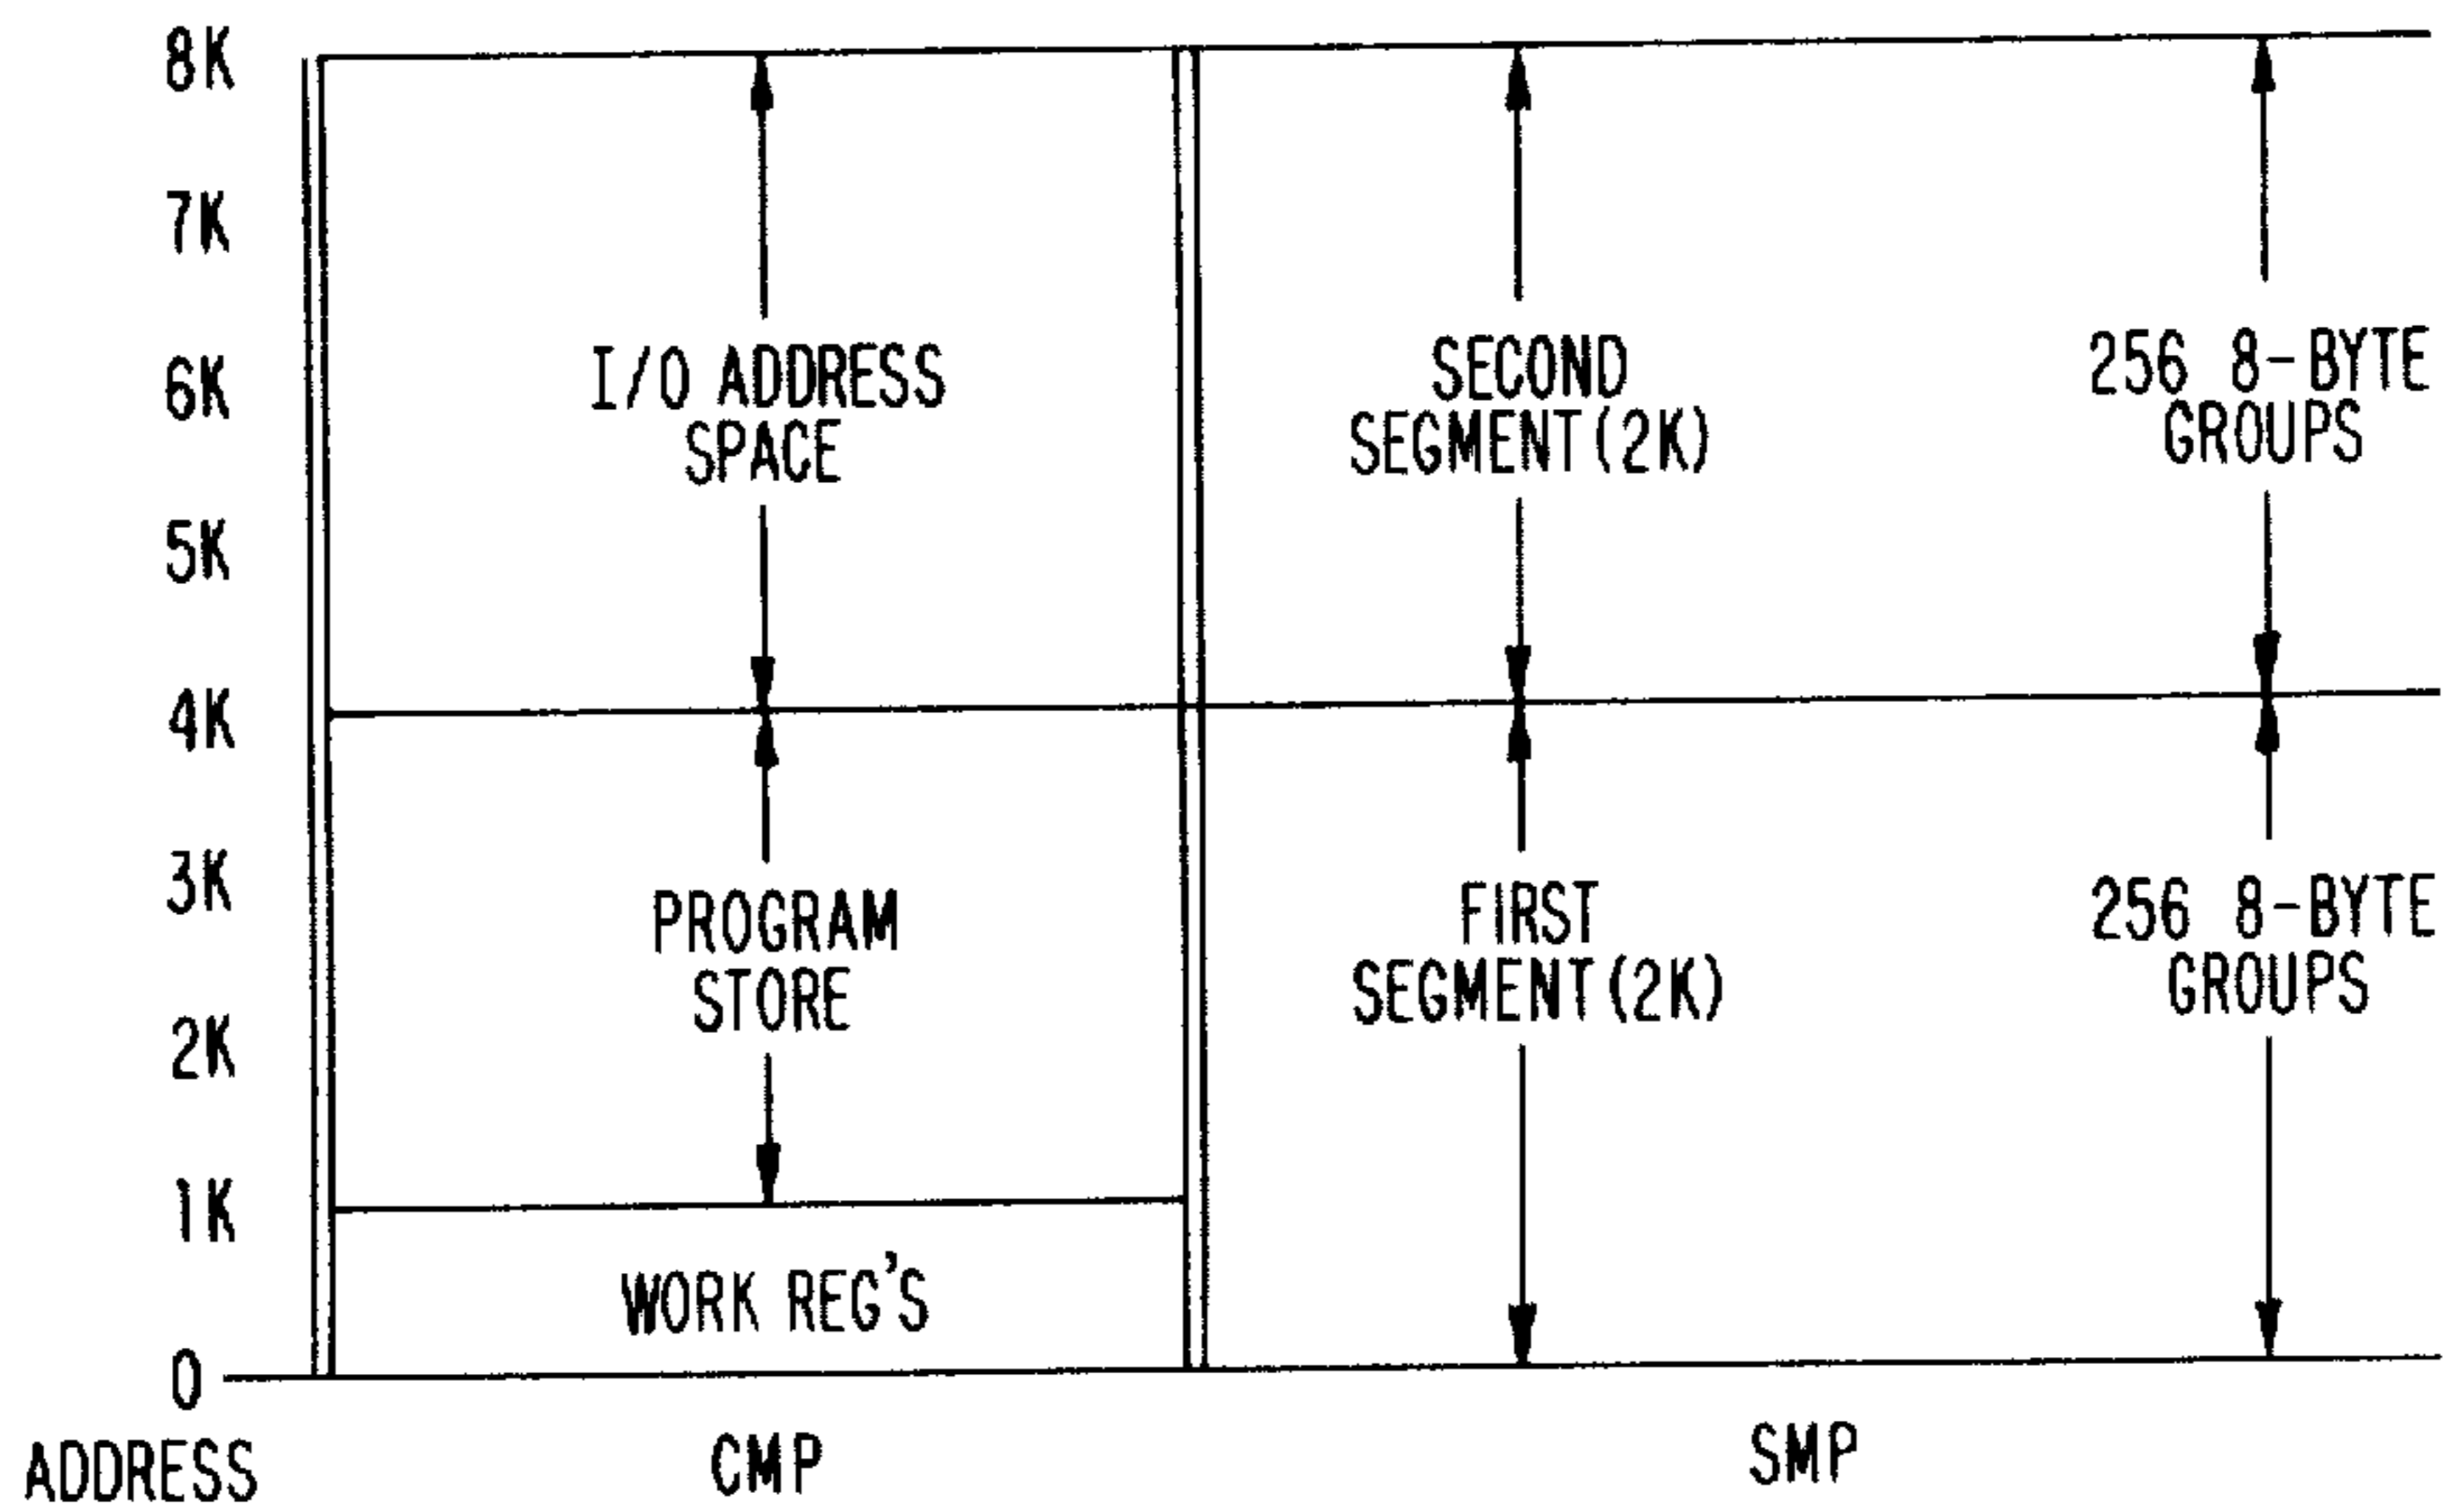 8K
7K
6K
5K
4K
3K
2K
1K
0
ADDRESS
I/O ADDRESS
SPACE
PROGRAM
STORE
WORK REG'S
CMP
SECOND
SEGMENT(2K)
FIRST
SEGMENT(2K)
256 8-BYTE
GROUPS
256 8-BYTE
GROUPS
SMP